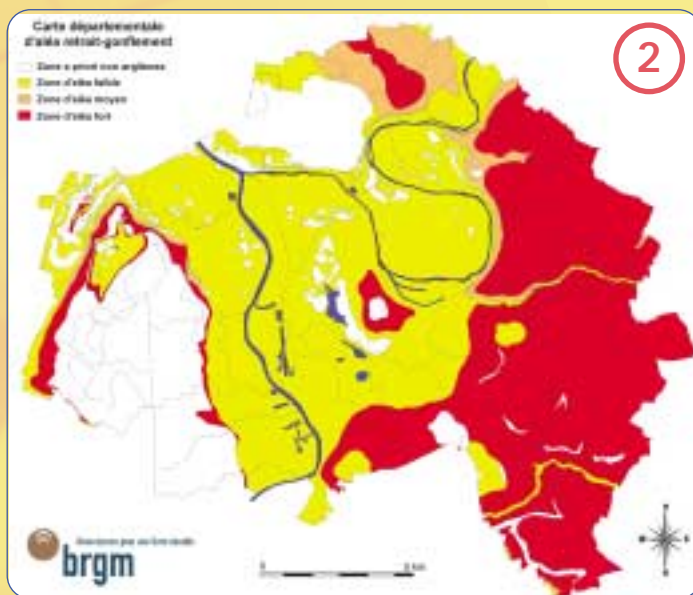 Carte départementale
d'aléa retrait-gonflement
Zone a priori non argileuse
Zone d'aléa faible
Zone d'aléa moyen
Zone d'aléa fort
2
brgm
0
N